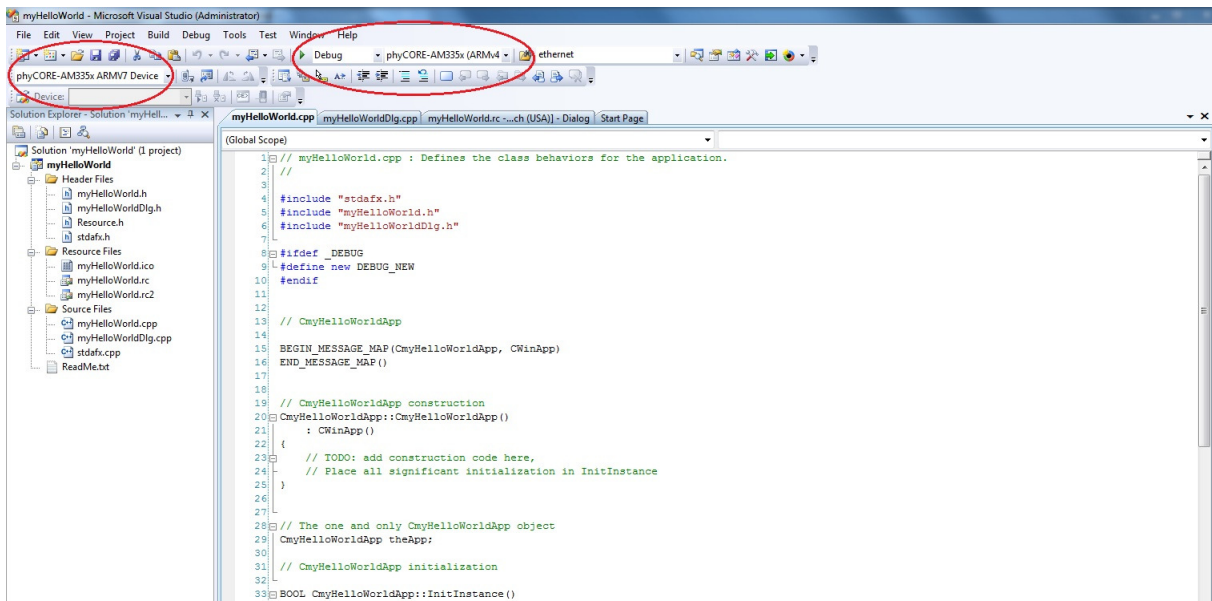 myHelloWorld - Microsoft Visual Studio (Administrator)
File Edit View Project Build Debug Tools Test Window Help
Debug phyCORE-AM335x (ARMv4 ethernet
phyCORE-AM335x ARMV7 Device
Device:
Solution Explorer - Solution 'myHell...
myHelloWorld.cpp myHelloWorldDlg.cpp myHelloWorld.rc -...ch (USA)] - Dialog Start Page
(Global Scope)
Solution 'myHelloWorld' (1 project)
myHelloWorld
Header Files
myHelloWorld.h
myHelloWorldDlg.h
Resource.h
stdafx.h
Resource Files
myHelloWorld.ico
myHelloWorld.rc
myHelloWorld.rc2
Source Files
myHelloWorld.cpp
myHelloWorldDlg.cpp
stdafx.cpp
ReadMe.txt
1 // myHelloWorld.cpp : Defines the class behaviors for the application.
2 //
3
4 #include "stdafx.h"
5 #include "myHelloWorld.h"
6 #include "myHelloWorldDlg.h"
7
8 #ifdef _DEBUG
9 #define new DEBUG_NEW
10 #endif
11
12
13 // CmyHelloWorldApp
14
15 BEGIN_MESSAGE_MAP(CmyHelloWorldApp, CWinApp)
16 END_MESSAGE_MAP()
17
18
19 // CmyHelloWorldApp construction
20 CmyHelloWorldApp::CmyHelloWorldApp()
21 : CWinApp()
22 {
23 // TODO: add construction code here,
24 // Place all significant initialization in InitInstance
25 }
26
27
28 // The one and only CmyHelloWorldApp object
29 CmyHelloWorldApp theApp;
30
31 // CmyHelloWorldApp initialization
32
33 BOOL CmyHelloWorldApp::InitInstance()